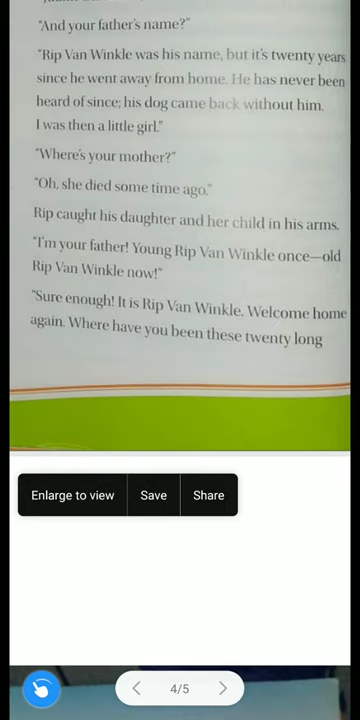 "And your father's name?"
"Rip Van Winkle was his name, but it's twenty years
since he went away from home. He has never been
heard of since; his dog came back without him.
I was then a little girl."
"Where's your mother?"
"Oh, she died some time ago."
Rip caught his daughter and her child in his arms.
"I'm your father! Young Rip Van Winkle once—old
Rip Van Winkle now!"
"Sure enough! It is Rip Van Winkle. Welcome home
again. Where have you been these twenty long
Enlarge to view Save Share
4/5